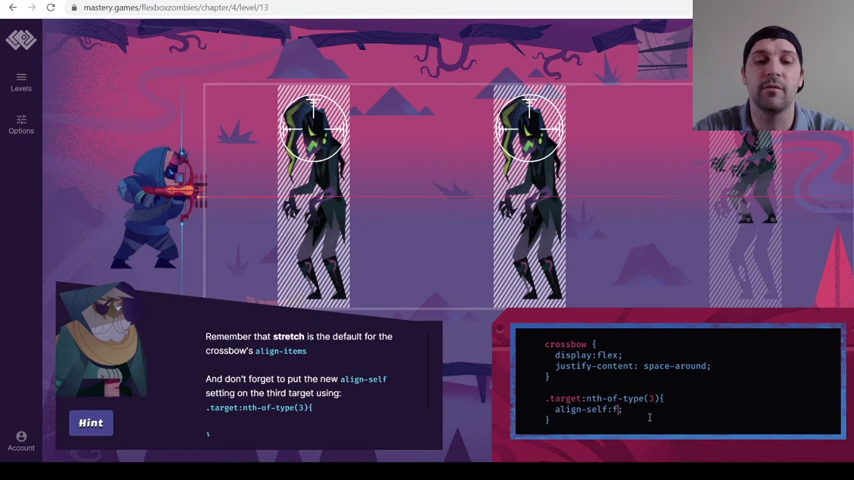 mastery.games/flexboxzombies/chapter/4/level/13
Levels
Options
Remember that stretch is the default for the
crossbow's align-items
And don't forget to put the new align-self
setting on the third target using:
.target:nth-of-type(3){
}
Hint
Account
crossbow {
display:flex;
justify-content: space-around;
}
.target:nth-of-type(3){
align-self:f;
}